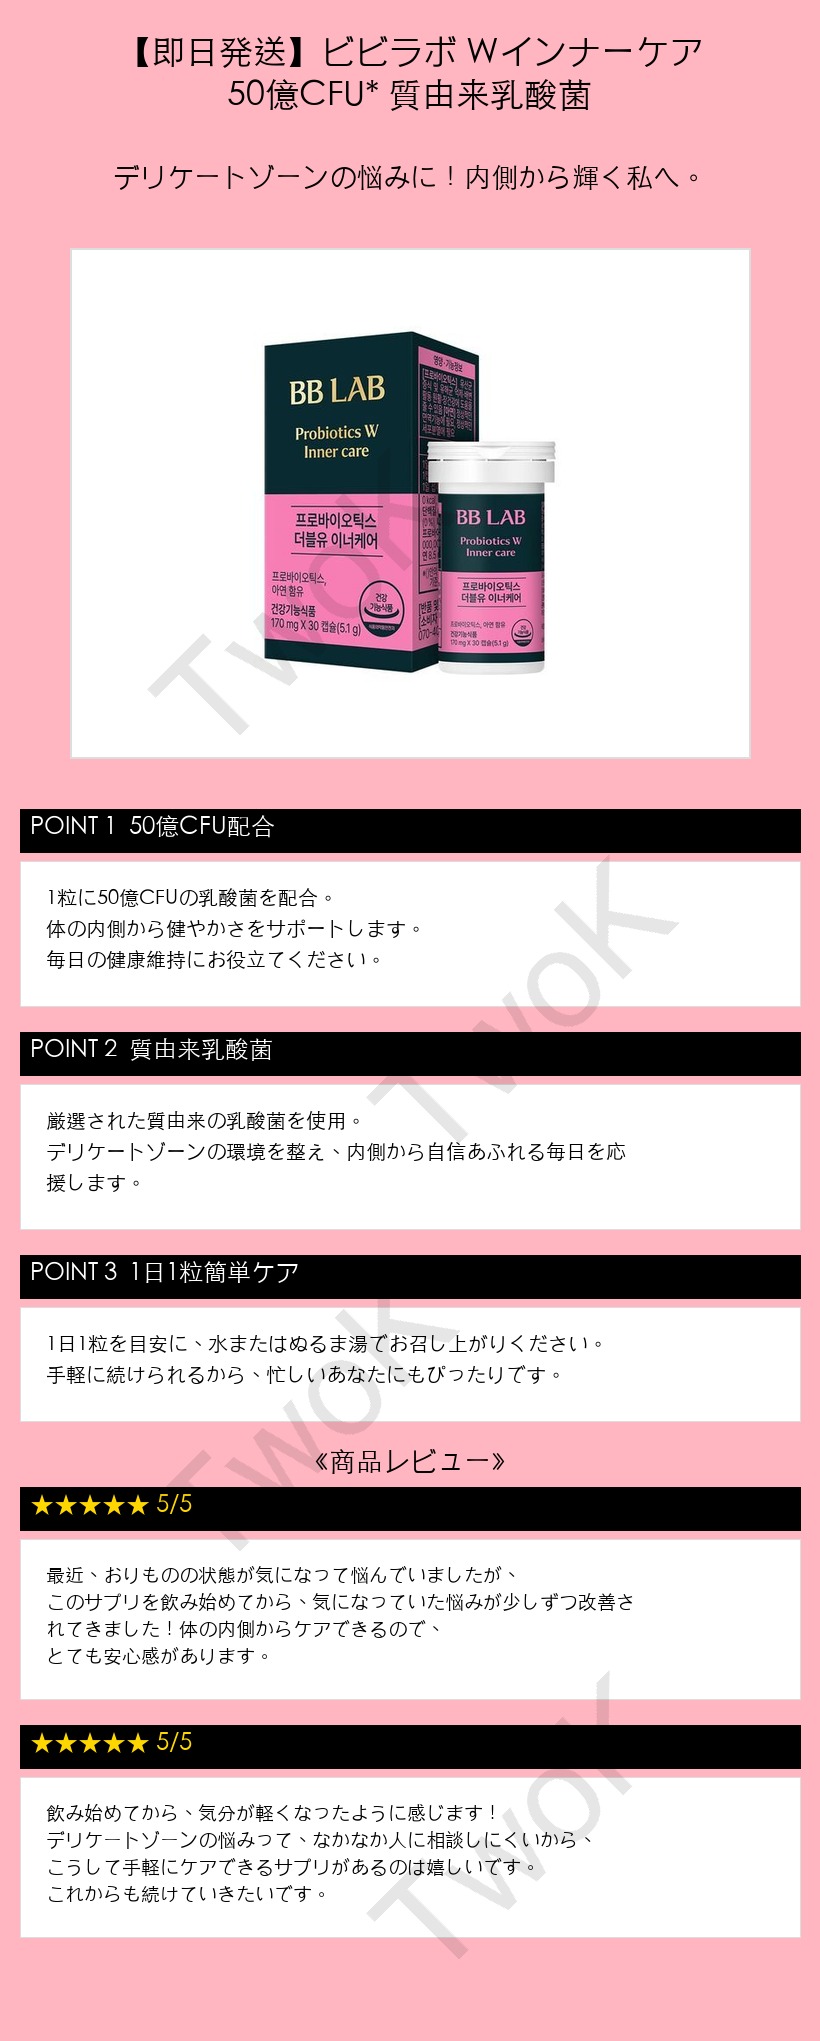 【即日発送】ビビラボ Wインナーケア
50億CFU* 質由来乳酸菌
デリケートゾーンの悩みに！内側から輝く私へ。
BB LAB
Probiotics W
Inner care
프로바이오틱스
더블유 이너케어
프로바이오틱스,
아연 함유
건강기능식품
170 mg X 30 캡슐(5.1 g)
건강
기능식품
영양·기능정보
BB LAB
Probiotics W
Inner care
프로바이오틱스
더블유 이너케어
프로바이오틱스, 아연 함유
건강기능식품
170 mg X 30 캡슐(5.1 g)
TwoK
POINT 1 50億CFU配合
1粒に50億CFUの乳酸菌を配合。
体の内側から健やかさをサポートします。
毎日の健康維持にお役立てください。
TwoK
POINT 2 質由来乳酸菌
厳選された質由来の乳酸菌を使用。
デリケートゾーンの環境を整え、内側から自信あふれる毎日を応
援します。
POINT 3 1日1粒簡単ケア
1日1粒を目安に、水またはぬるま湯でお召し上がりください。
手軽に続けられるから、忙しいあなたにもぴったりです。
TwoK
《商品レビュー》
★★★★★ 5/5
最近、おりものの状態が気になって悩んでいましたが、
このサプリを飲み始めてから、気になっていた悩みが少しずつ改善さ
れてきました！体の内側からケアできるので、
とても安心感があります。
★★★★★ 5/5
飲み始めてから、気分が軽くなったように感じます！
デリケートゾーンの悩みって、なかなか人に相談しにくいから、
こうして手軽にケアできるサプリがあるのは嬉しいです。
これからも続けていきたいです。
TwoK